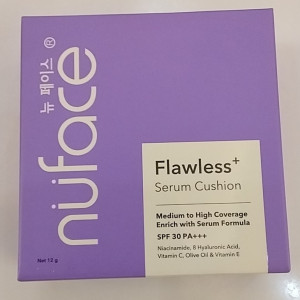 뉴 페이스 ®
nüface
Flawless+
Serum Cushion
Medium to High Coverage
Enrich with Serum Formula
SPF 30 PA+++
Niacinamide, 8 Hyaluronic Acid,
Vitamin C, Olive Oil & Vitamin E
Net 12 g